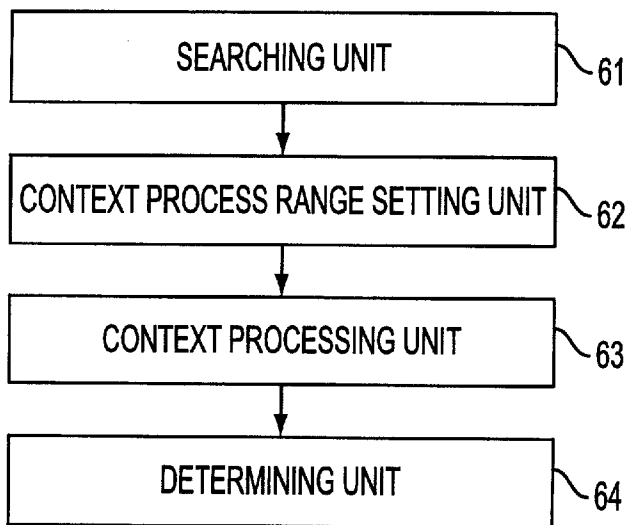 SEARCHING UNIT
61
CONTEXT PROCESS RANGE SETTING UNIT
62
CONTEXT PROCESSING UNIT
63
DETERMINING UNIT
64